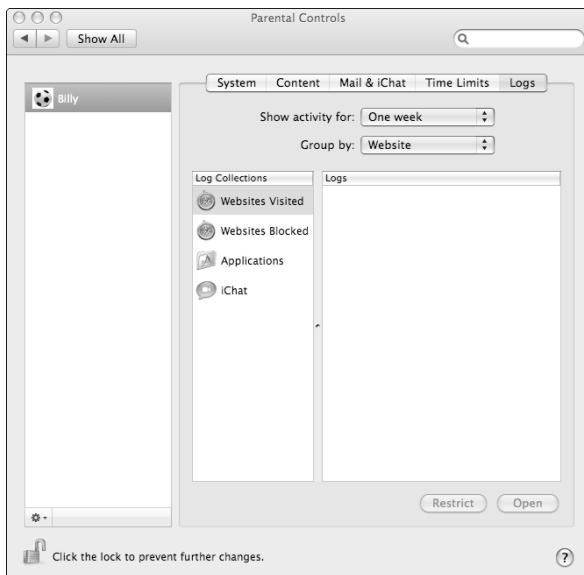 Parental Controls
Show All
Billy
System Content Mail & iChat Time Limits Logs
Show activity for: One week
Group by: Website
Log Collections Logs
Websites Visited
Websites Blocked
Applications
iChat
Restrict Open
Click the lock to prevent further changes. ?